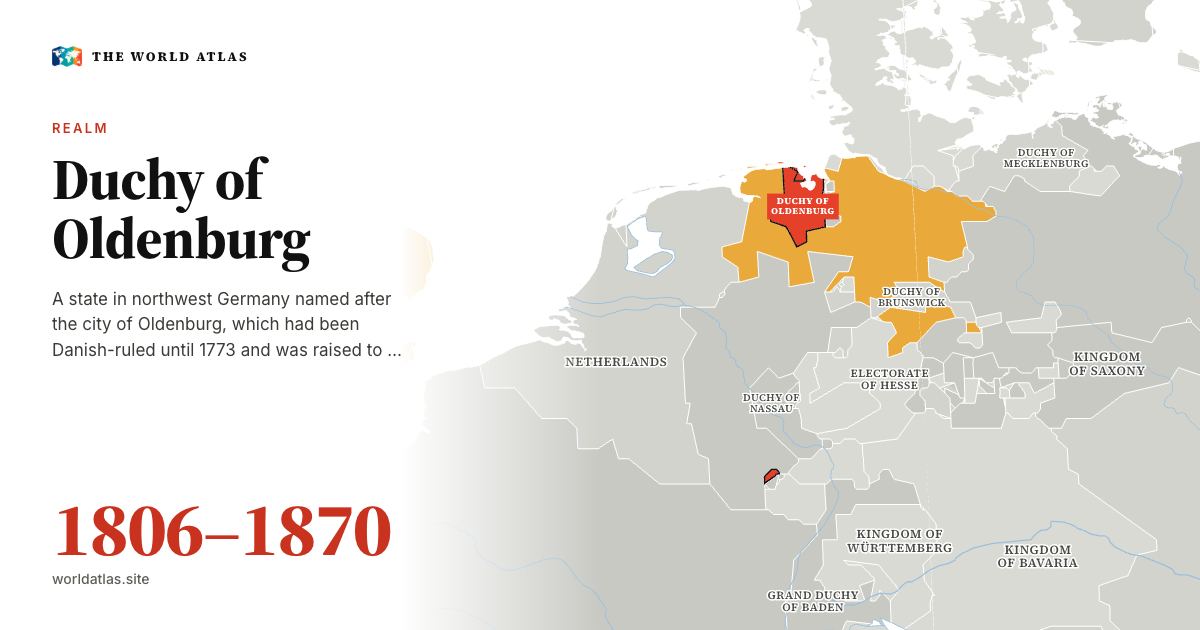 THE WORLD ATLAS
REALM
Duchy of
Oldenburg
A state in northwest Germany named after
the city of Oldenburg, which had been
Danish-ruled until 1773 and was raised to ...
1806–1870
worldatlas.site
DUCHY OF
MECKLENBURG
DUCHY OF
OLDENBURG
DUCHY OF
BRUNSWICK
NETHERLANDS
ELECTORATE
OF HESSE
KINGDOM
OF SAXONY
DUCHY OF
NASSAU
KINGDOM OF
WÜRTTEMBERG
KINGDOM
OF BAVARIA
GRAND DUCHY
OF BADEN